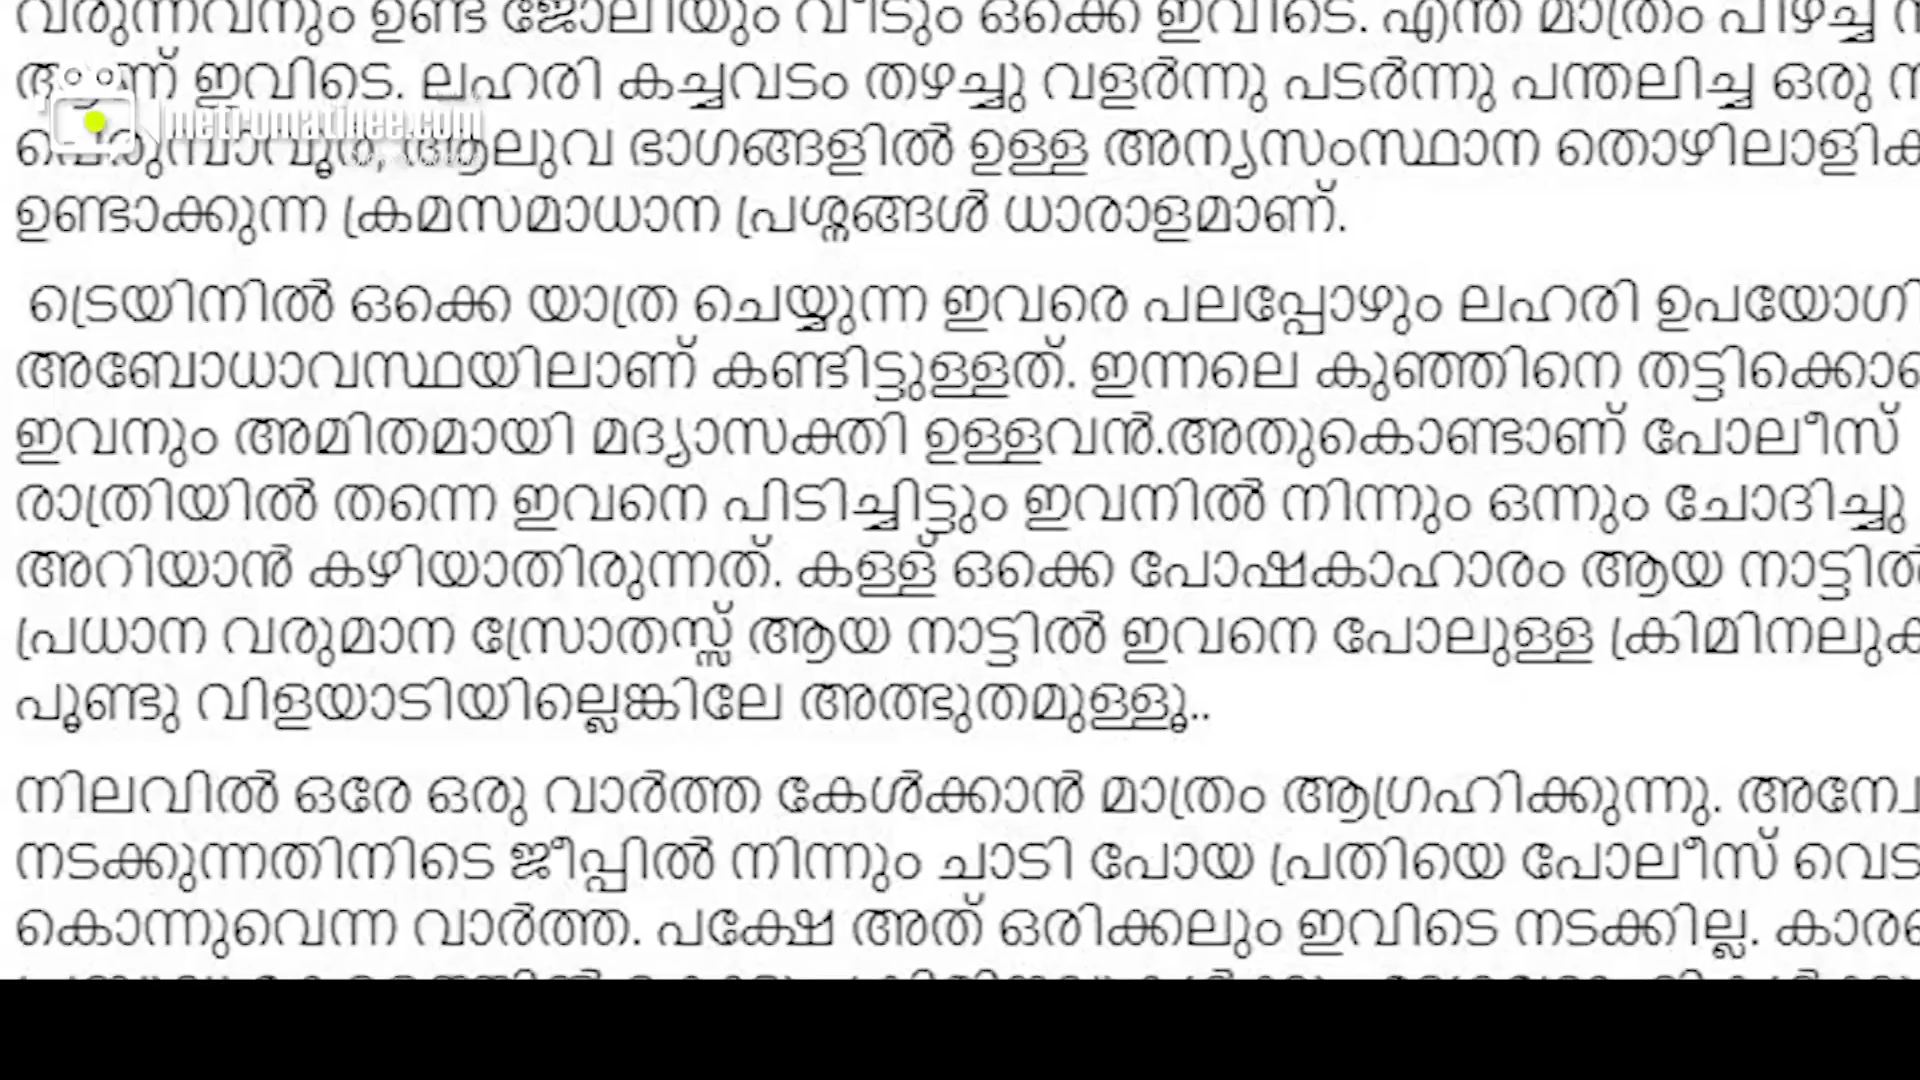 വരുന്നവനും ഉണ്ട് ജോലിയും വീടും ഒക്കെ ഇവിടെ. എന്ത് മാത്രം പിഴച്ച
ആണ് ഇവിടെ. ലഹരി കച്ചവടം തഴച്ചു വളർന്നു പടർന്നു പന്തലിച്ച ഒരു
metromatinee.com
പെരുമ്പാവൂർ ആലുവ ഭാഗങ്ങളിൽ ഉള്ള അന്യസംസ്ഥാന
ഉണ്ടാക്കുന്ന ക്രമസമാധാന പ്രശ്നങ്ങൾ ധാരാളമാണ്.
ട്രെയിനിൽ ഒക്കെ യാത്ര ചെയ്യുന്ന ഇവരെ പലപ്പോഴും ലഹരി
അബോധാവസ്ഥയിലാണ് കണ്ടിട്ടുള്ളത്. ഇന്നലെ കുഞ്ഞിനെ
ഇവനും അമിതമായി മദ്യാസക്തി ഉള്ളവൻ.അതുകൊണ്ടാണ് പോലീസ്
രാത്രിയിൽ തന്നെ ഇവനെ പിടിച്ചിട്ടും ഇവനിൽ നിന്നും ഒന്നും ചോദിച്ചു
അറിയാൻ കഴിയാതിരുന്നത്. കള്ള് ഒക്കെ പോഷകാഹാരം ആയ നാട്ടിൽ
പ്രധാന വരുമാന സ്രോതസ്സ് ആയ നാട്ടിൽ ഇവനെ പോലുള്ള
പൂണ്ടു വിളയാടിയില്ലെങ്കിലേ അത്ഭുതമുള്ളൂ..
നിലവിൽ ഒരേ ഒരു വാർത്ത കേൾക്കാൻ മാത്രം ആഗ്രഹിക്കുന്നു.
നടക്കുന്നതിനിടെ ജീപ്പിൽ നിന്നും ചാടി പോയ പ്രതിയെ പോലീസ്
കൊന്നുവെന്ന വാർത്ത. പക്ഷേ അത് ഒരിക്കലും ഇവിടെ നടക്കില്ല.